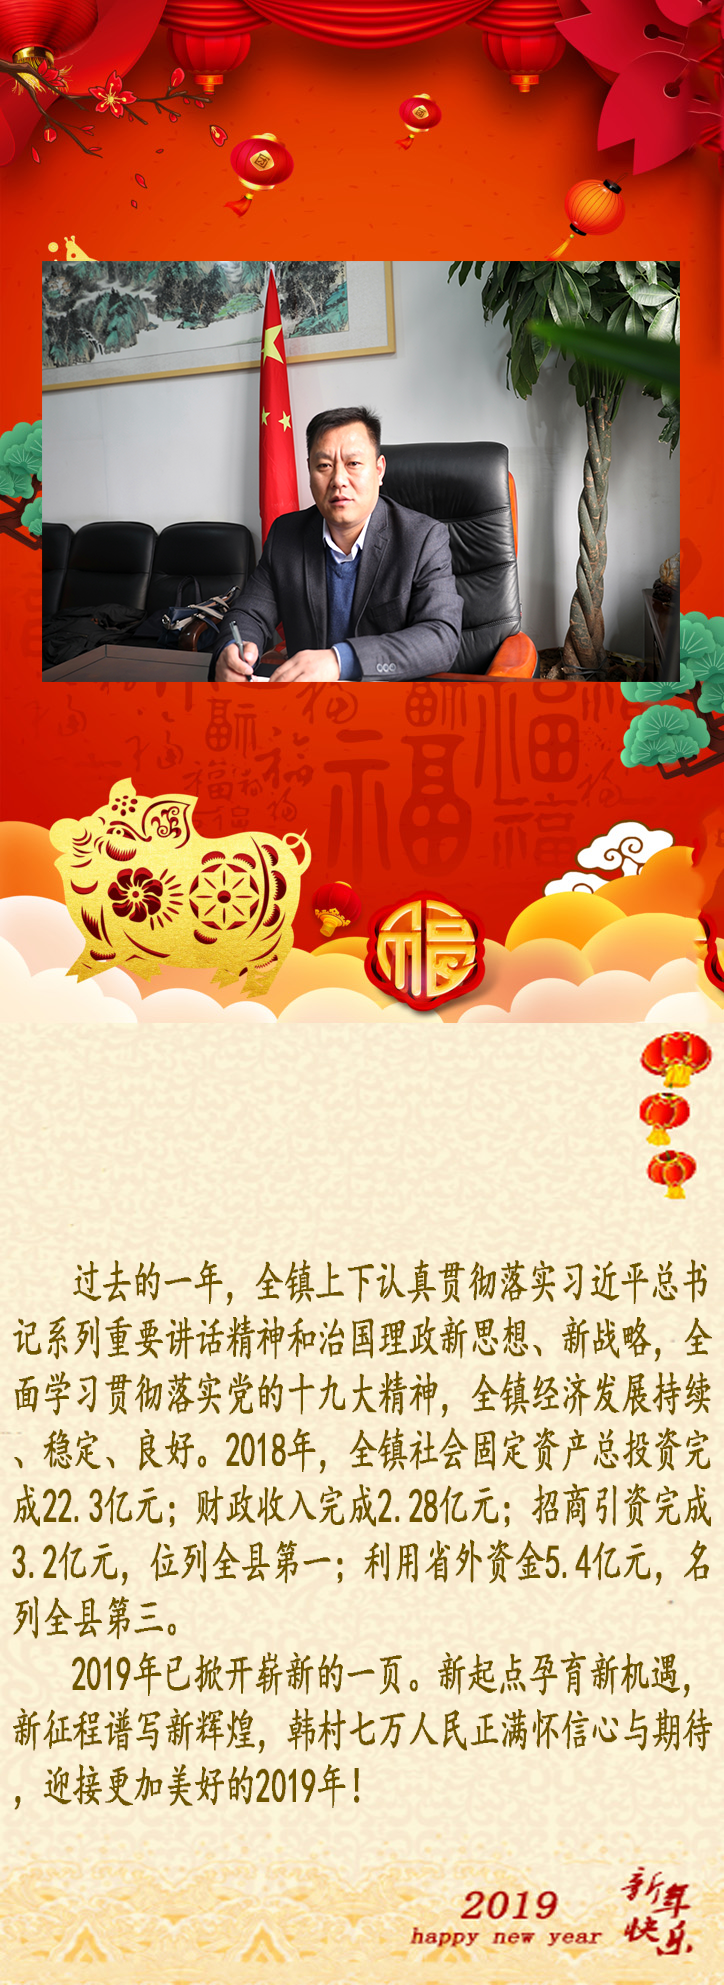 福
过去的一年，全镇上下认真贯彻落实习近平总书
记系列重要讲话精神和治国理政新思想、新战略，全
面学习贯彻落实党的十九大精神，全镇经济发展持续
、稳定、良好。2018年，全镇社会固定资产总投资完
成22.3亿元；财政收入完成2.28亿元；招商引资完成
3.2亿元，位列全县第一；利用省外资金5.4亿元，名
列全县第三。
2019年已掀开崭新的一页。新起点孕育新机遇，
新征程谱写新辉煌，韩村七万人民正满怀信心与期待
，迎接更加美好的2019年！
2019
happy new year
新年
快乐